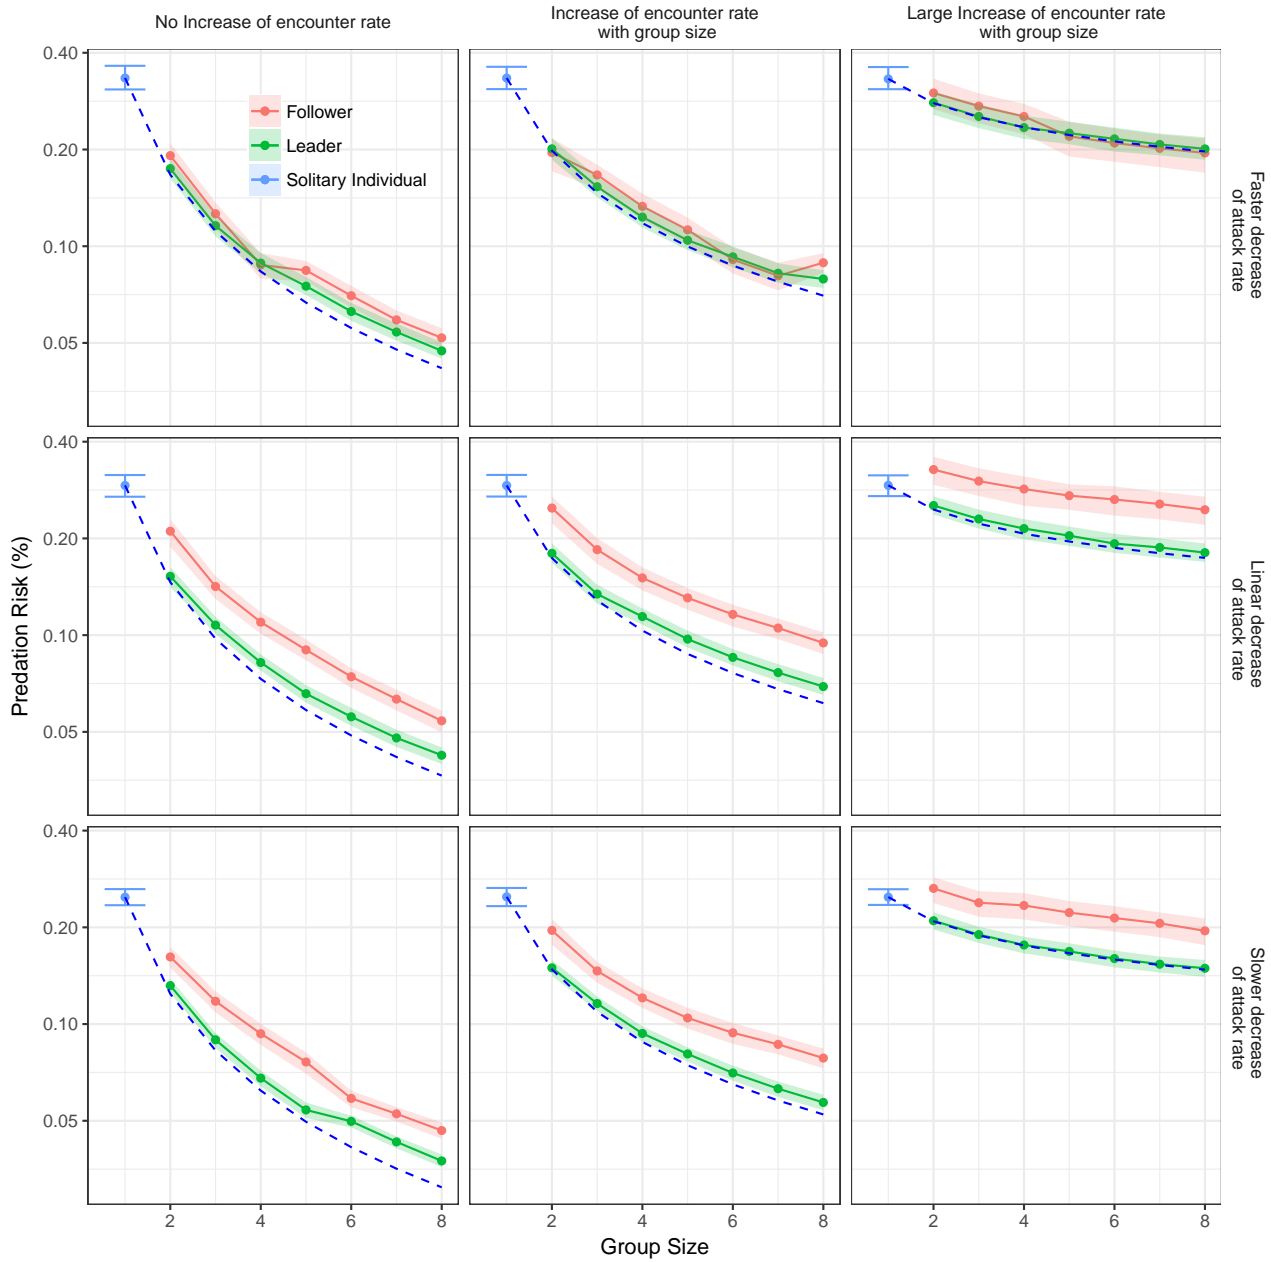 No Increase of encounter rate
Increase of encounter rate
with group size
Large Increase of encounter rate
with group size
0.40
0.20
0.10
0.05
Follower
Leader
Solitary Individual
Faster decrease
of attack rate
0.40
0.20
0.10
0.05
Linear decrease
of attack rate
Predation Risk (%)
0.40
0.20
0.10
0.05
Slower decrease
of attack rate
2 4 6 8
2 4 6 8
2 4 6 8
Group Size